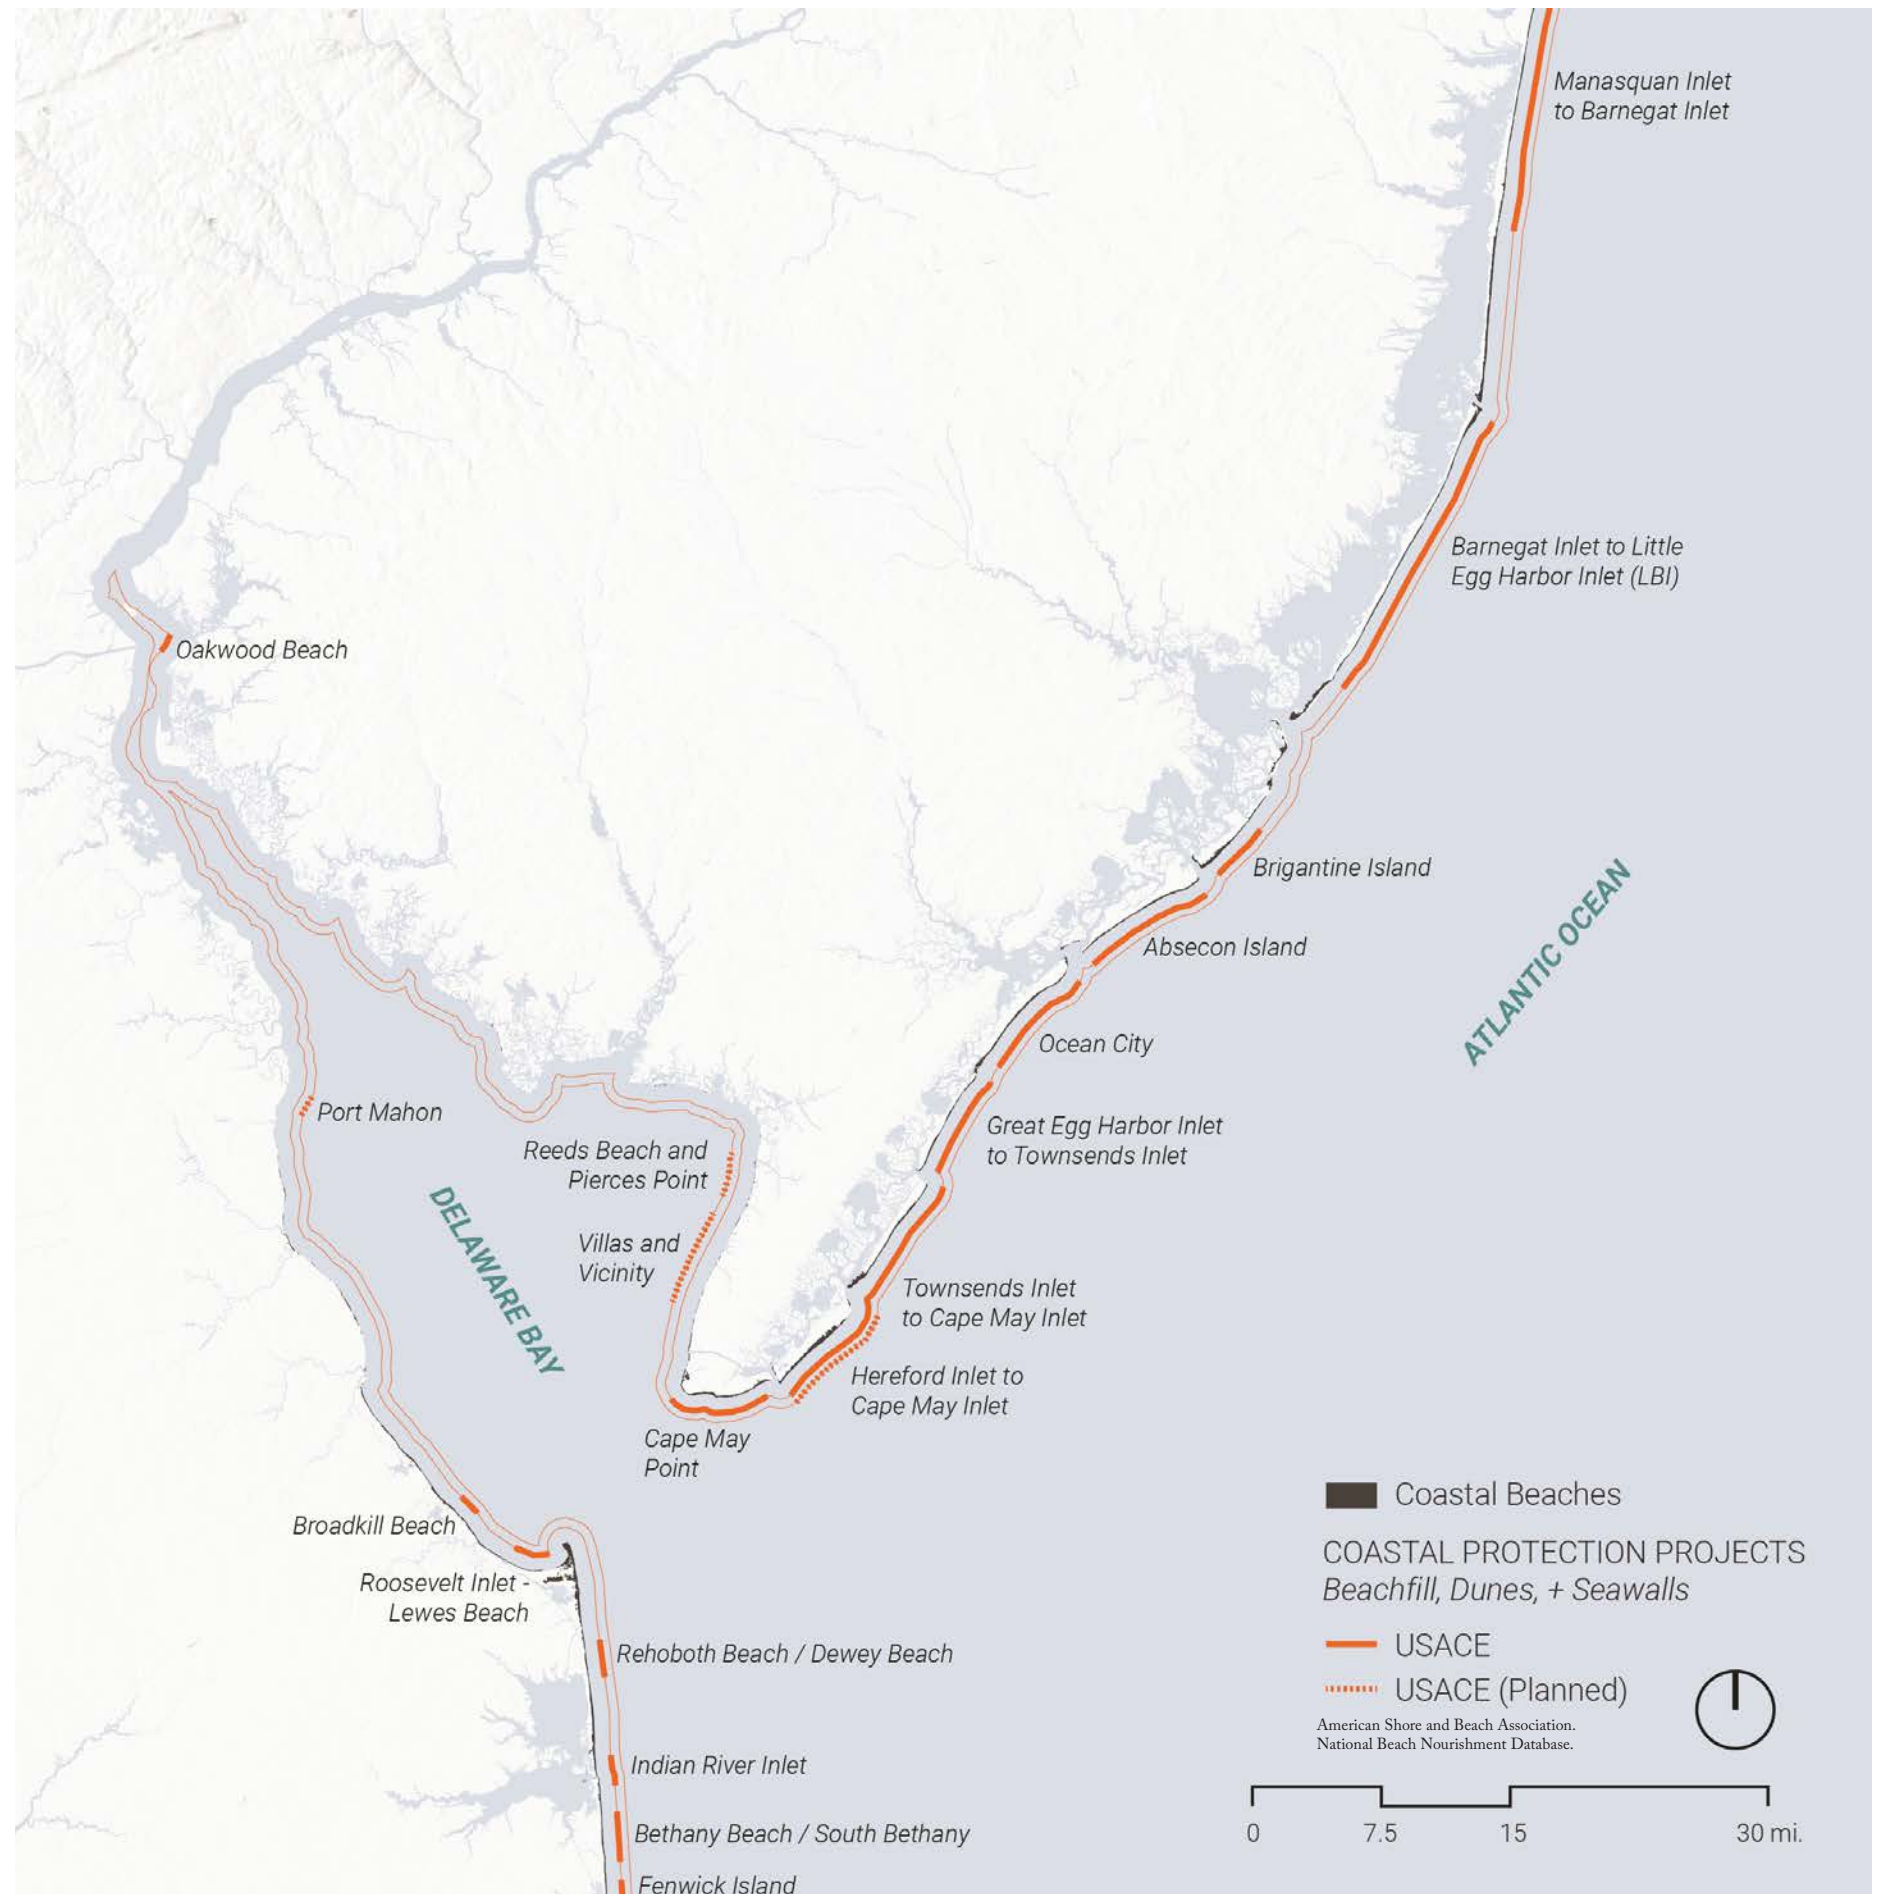 Manasquan Inlet
to Barnegat Inlet
Barnegat Inlet to Little
Egg Harbor Inlet (LBI)
Oakwood Beach
Brigantine Island
Absecon Island
ATLANTIC OCEAN
Ocean City
Port Mahon
Great Egg Harbor Inlet
to Townsends Inlet
Reeds Beach and
Pierces Point
DELAWARE BAY
Villas and
Vicinity
Townsends Inlet
to Cape May Inlet
Hereford Inlet to
Cape May Inlet
Cape May
Point
Broadkill Beach
Roosevelt Inlet -
Lewes Beach
Rehoboth Beach / Dewey Beach
Indian River Inlet
Bethany Beach / South Bethany
Fenwick Island
Coastal Beaches
COASTAL PROTECTION PROJECTS
Beachfill, Dunes, + Seawalls
USACE
USACE (Planned)
American Shore and Beach Association.
National Beach Nourishment Database.
0 7.5 15 30 mi.